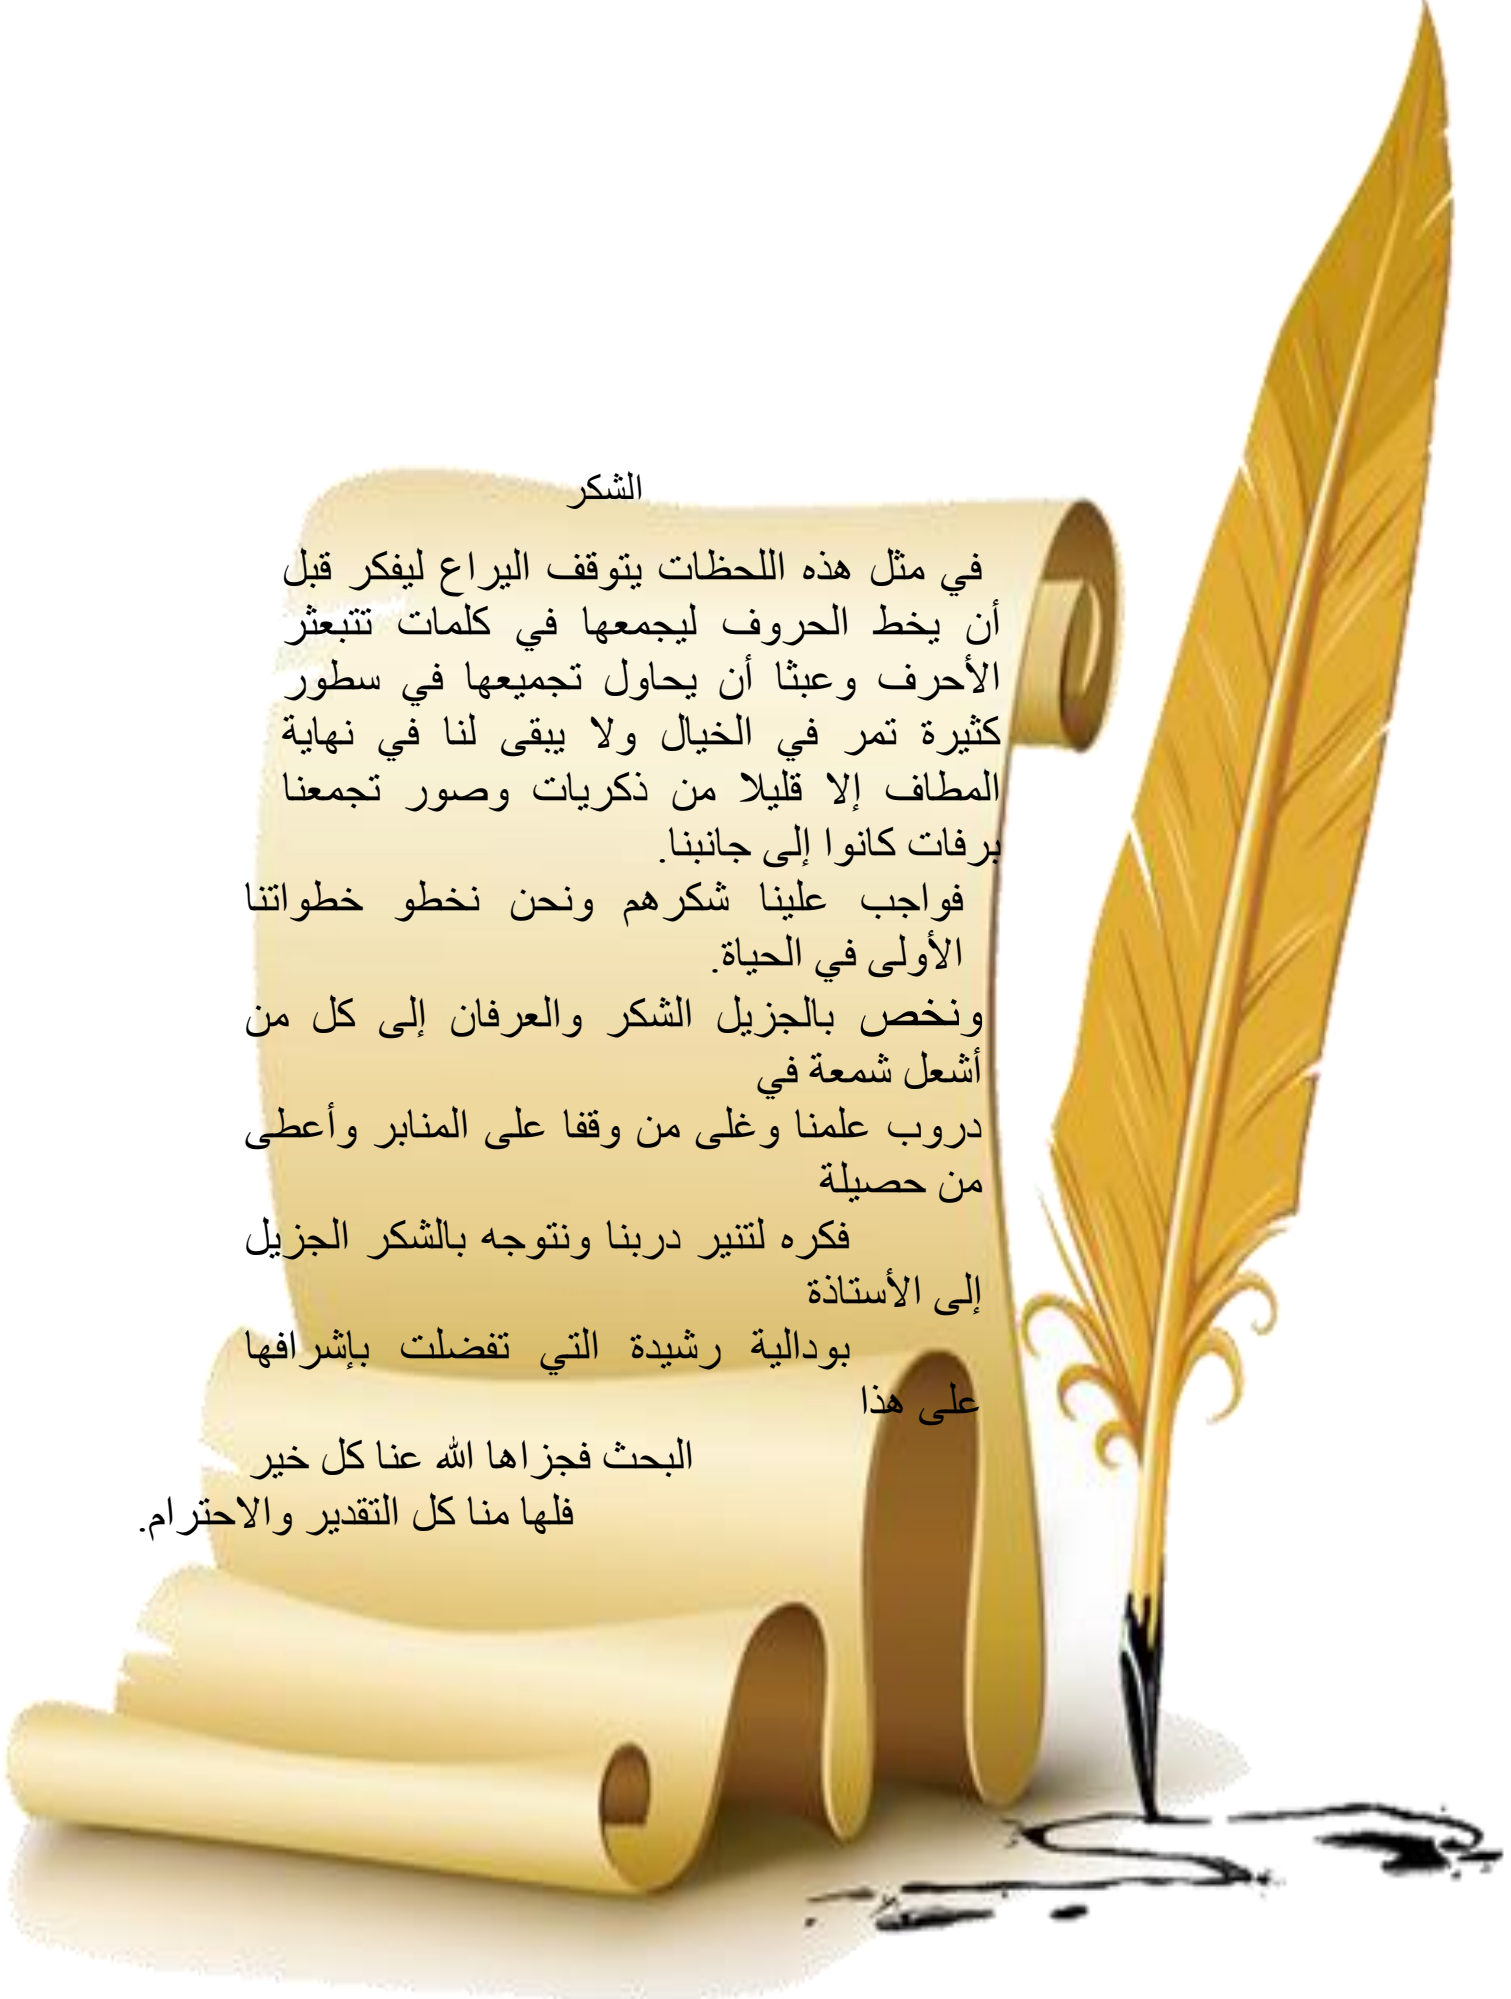 الشكر
في مثل هذه اللحظات يتوقف اليراع ليفكر قبل
أن يخط الحروف ليجمعها في كلمات تتبعثر
الأحرف وعبثا أن يحاول تجميعها في سطور
كثيرة تمر في الخيال ولا يبقى لنا في نهاية
المطاف إلا قليلا من ذكريات وصور تجمعنا
برفات كانوا إلى جانبنا.
فواجب علينا شكرهم ونحن نخطو خطواتنا
الأولى في الحياة.
ونخص بالجزيل الشكر والعرفان إلى كل من
أشعل شمعة في
دروب علمنا وغلى من وقفا على المنابر وأعطى
من حصيلة
فكره لتنير دربنا ونتوجه بالشكر الجزيل
إلى الأستاذة
بودالية رشيدة التي تفضلت بإشرافها
على هذا
البحث فجزاها الله عنا كل خير
فلها منا كل التقدير والاحترام.